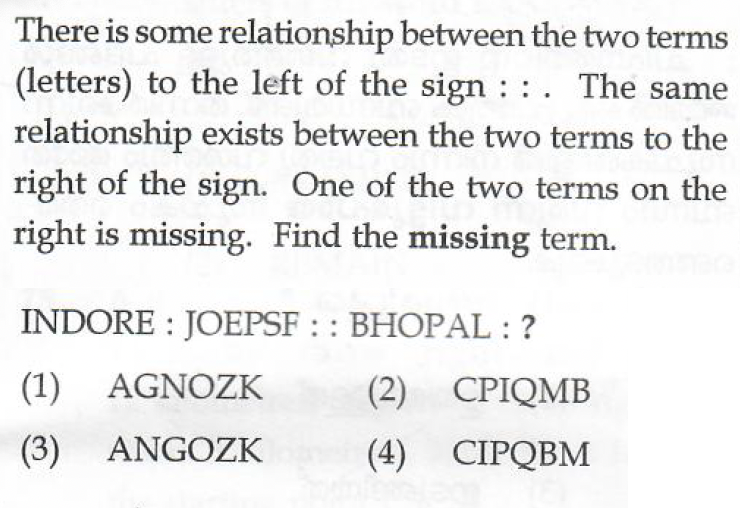 There is some relationship between the two terms
(letters) to the left of the sign : : . The same
relationship exists between the two terms to the
right of the sign. One of the two terms on the
right is missing. Find the missing term.
INDORE : JOEPSF : : BHOPAL : ?
(1) AGNOZK (2) CPIQMB
(3) ANGOZK (4) CIPQBM